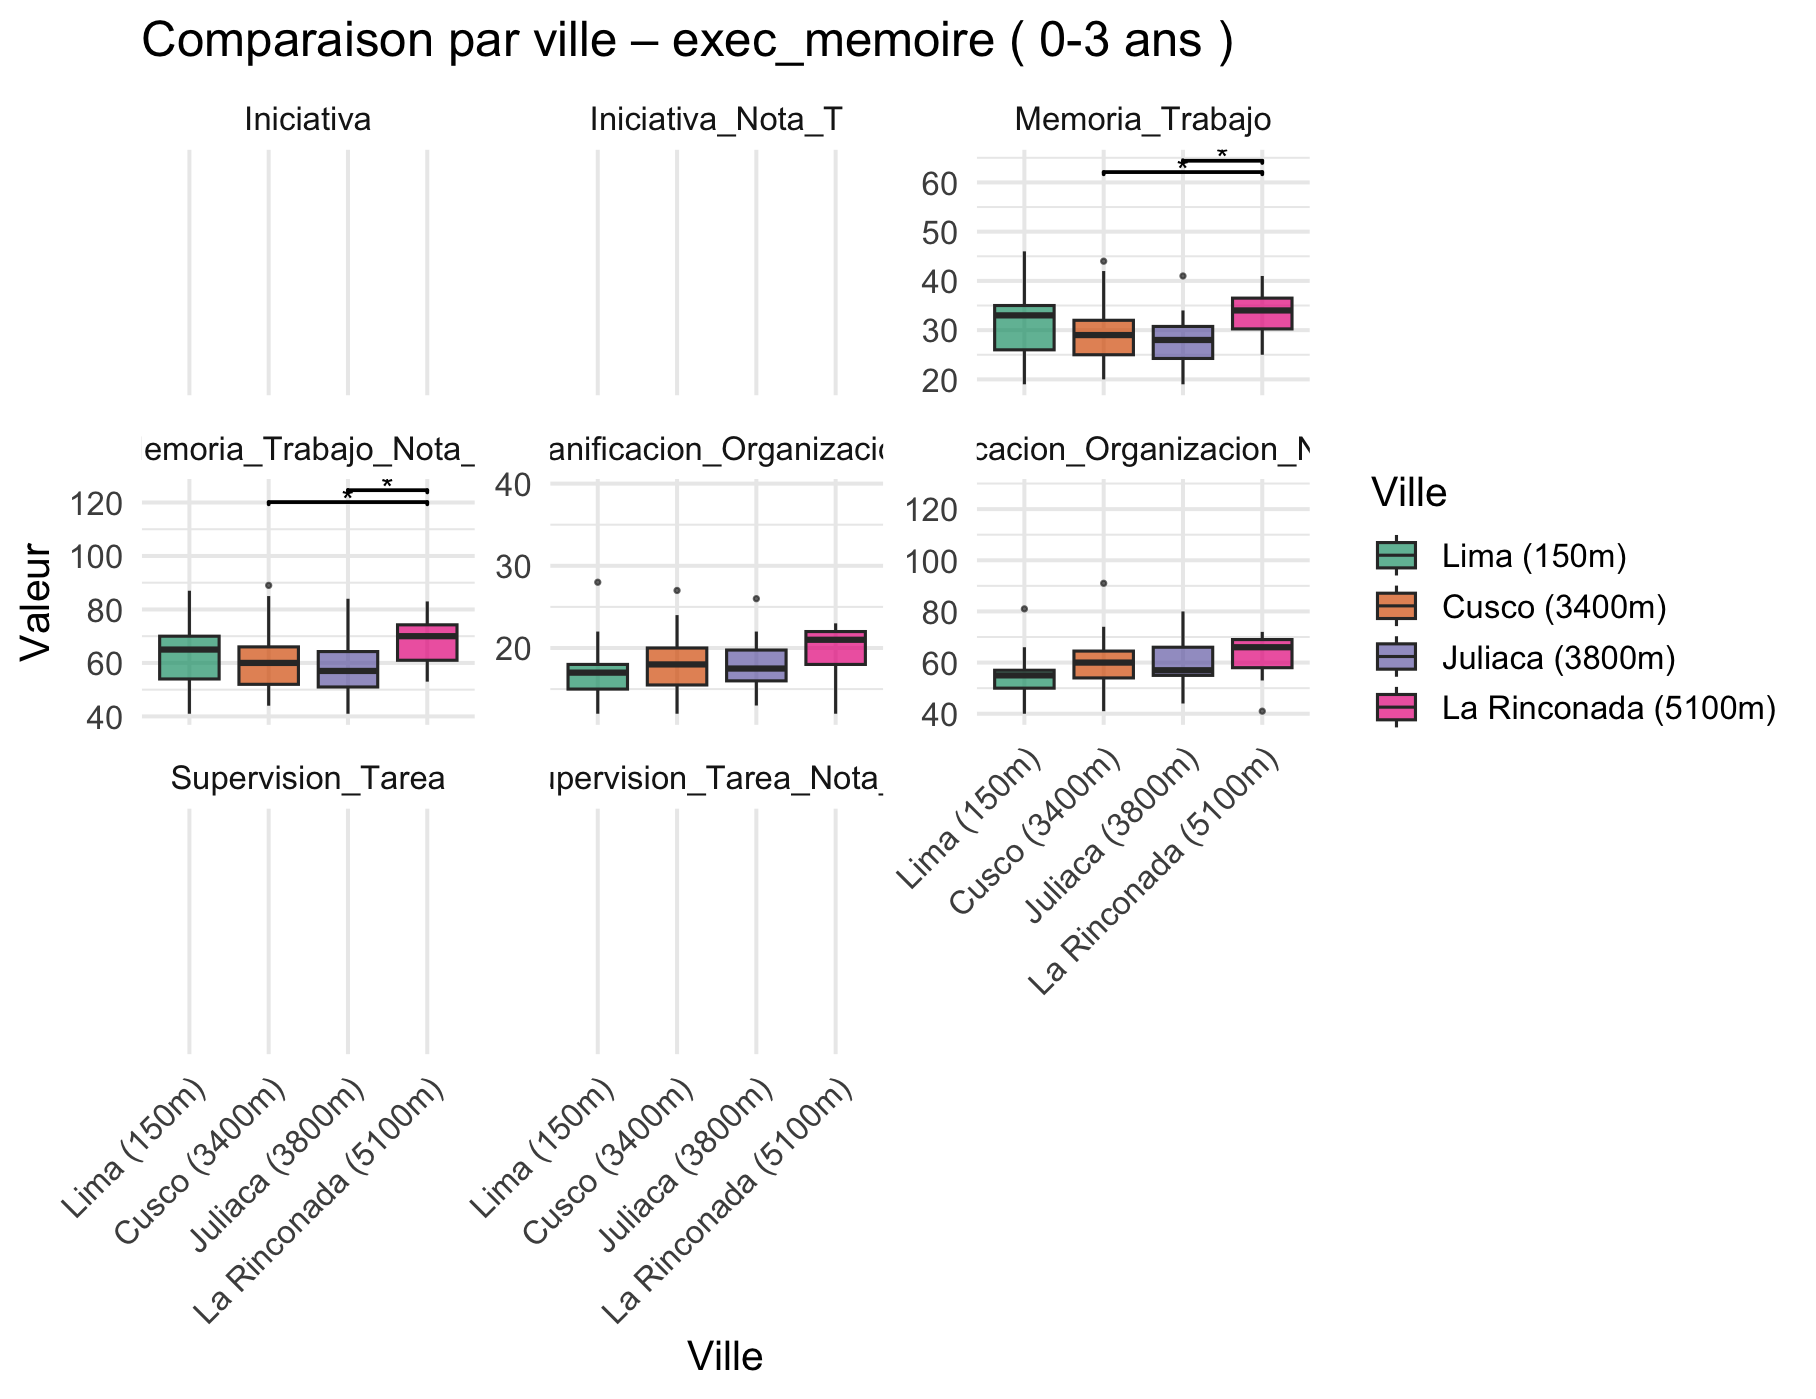 Comparaison par ville – exec_memoire ( 0-3 ans )
Iniciativa
Iniciativa_Nota_T
Memoria_Trabajo
60
50
40
30
20
* *
emoria_Trabajo_Nota_
anificacion_Organizacio
cacion_Organizacion_N
120
100
80
60
40
* *
40
30
20
120
100
80
60
40
Valeur
Lima (150m)
Cusco (3400m)
Juliaca (3800m)
La Rinconada (5100m)
Supervision_Tarea
upervision_Tarea_Nota_
Lima (150m)
Cusco (3400m)
Juliaca (3800m)
La Rinconada (5100m)
Lima (150m)
Cusco (3400m)
Juliaca (3800m)
La Rinconada (5100m)
Ville
Ville
Lima (150m)
Cusco (3400m)
Juliaca (3800m)
La Rinconada (5100m)